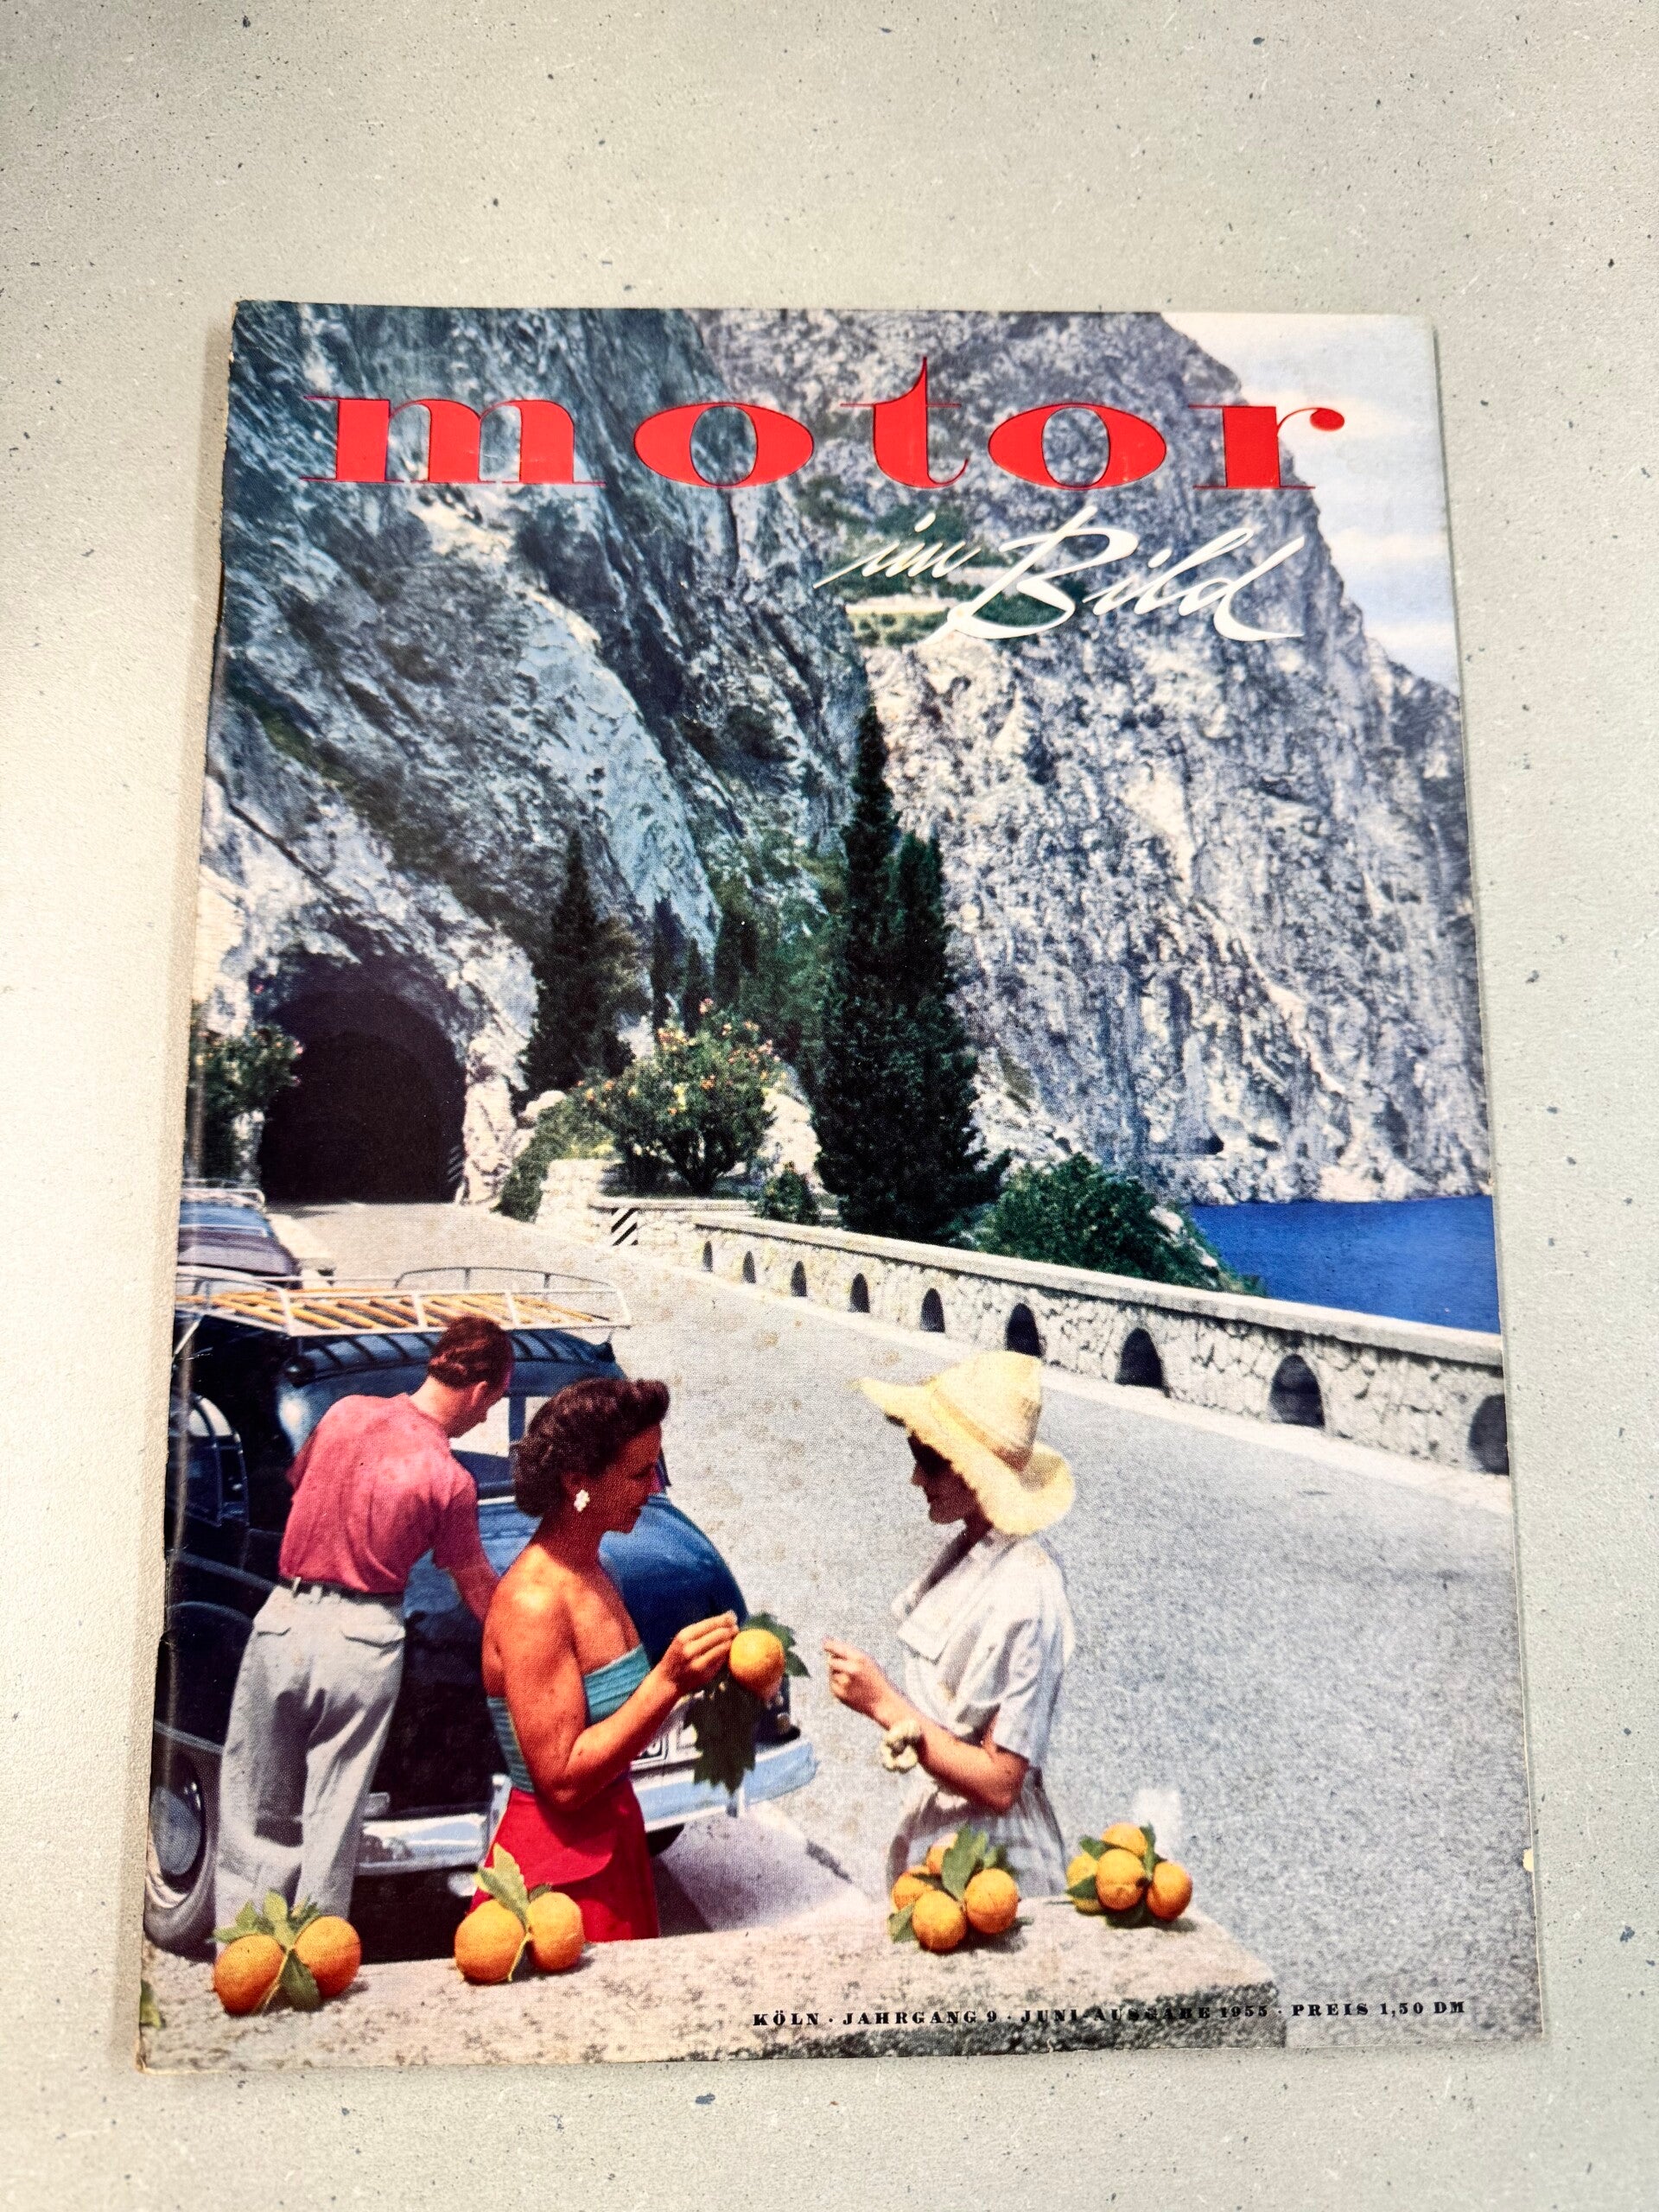 motor
im Bild
KÖLN · JAHRGANG 9 · JUNI-AUSGABE 1955 · PREIS 1,50 DM